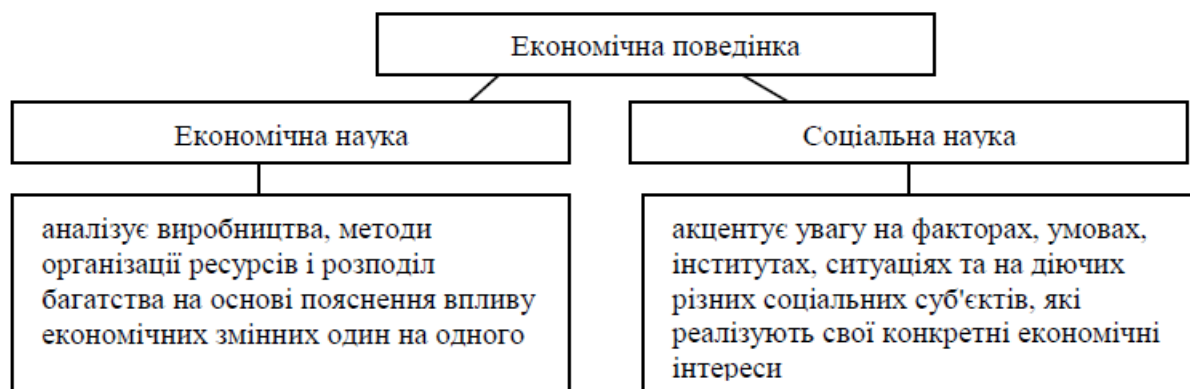 Економічна поведінка
Економічна наука
Соціальна наука
аналізує виробництва, методи
організації ресурсів і розподіл
багатства на основі пояснення впливу
економічних змінних один на одного
акцентує увагу на факторах, умовах,
інститутах, ситуаціях та на діючих
різних соціальних суб'єктів, які
реалізують свої конкретні економічні
інтереси